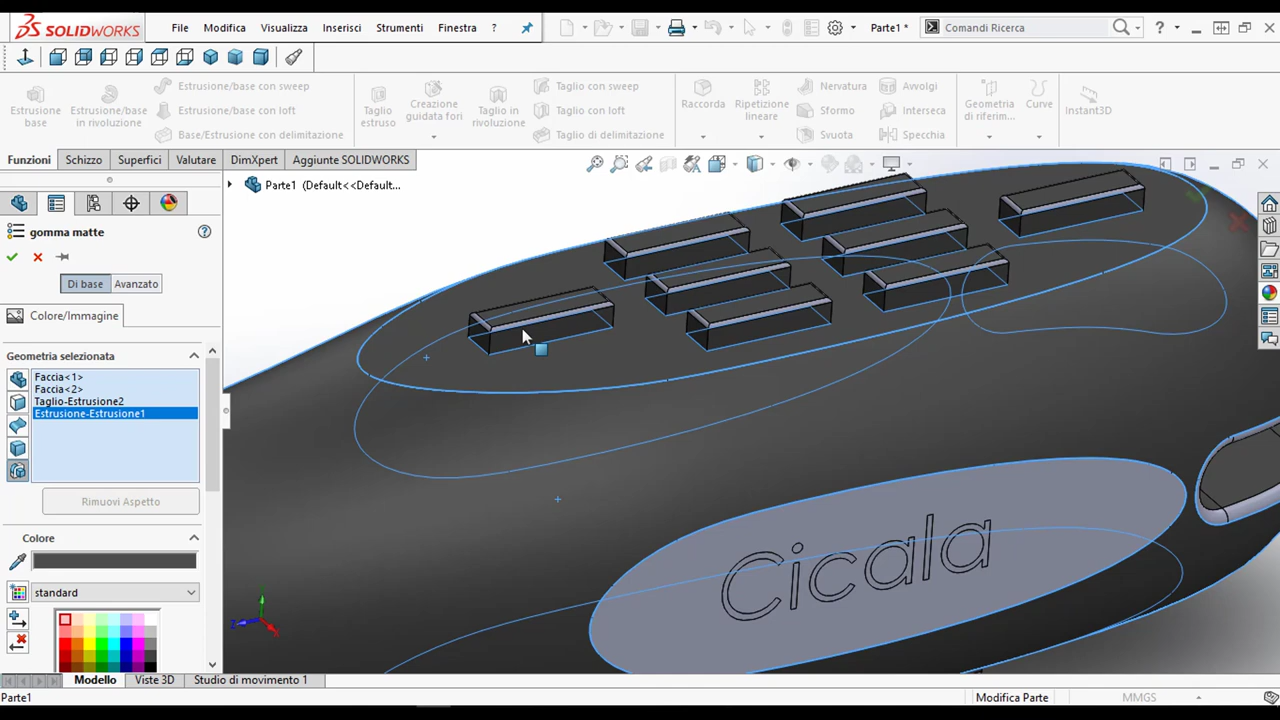 SOLIDWORKS
File Modifica Visualizza Inserisci Strumenti Finestra ? Parte1 * Comandi Ricerca ?
Estrusione base
Estrusione/base in rivoluzione
Estrusione/base con sweep
Estrusione/base con loft
Base/Estrusione con delimitazione
Taglio estruso
Creazione guidata fori
Taglio in rivoluzione
Taglio con sweep
Taglio con loft
Taglio di delimitazione
Raccorda
Ripetizione lineare
Nervatura
Sformo
Svuota
Avvolgi
Interseca
Specchia
Geometria di riferim...
Curve
Instant3D
Funzioni Schizzo Superfici Valutare DimXpert Aggiunte SOLIDWORKS
Parte1 (Default<<Default...
gomma matte ?
Di base Avanzato
Colore/Immagine
Geometria selezionata
Faccia<1>
Faccia<2>
Taglio-Estrusione2
Estrusione-Estrusione1
Rimuovi Aspetto
Colore
standard
Cicala
Modello Viste 3D Studio di movimento 1
Parte1 Modifica Parte MMGS